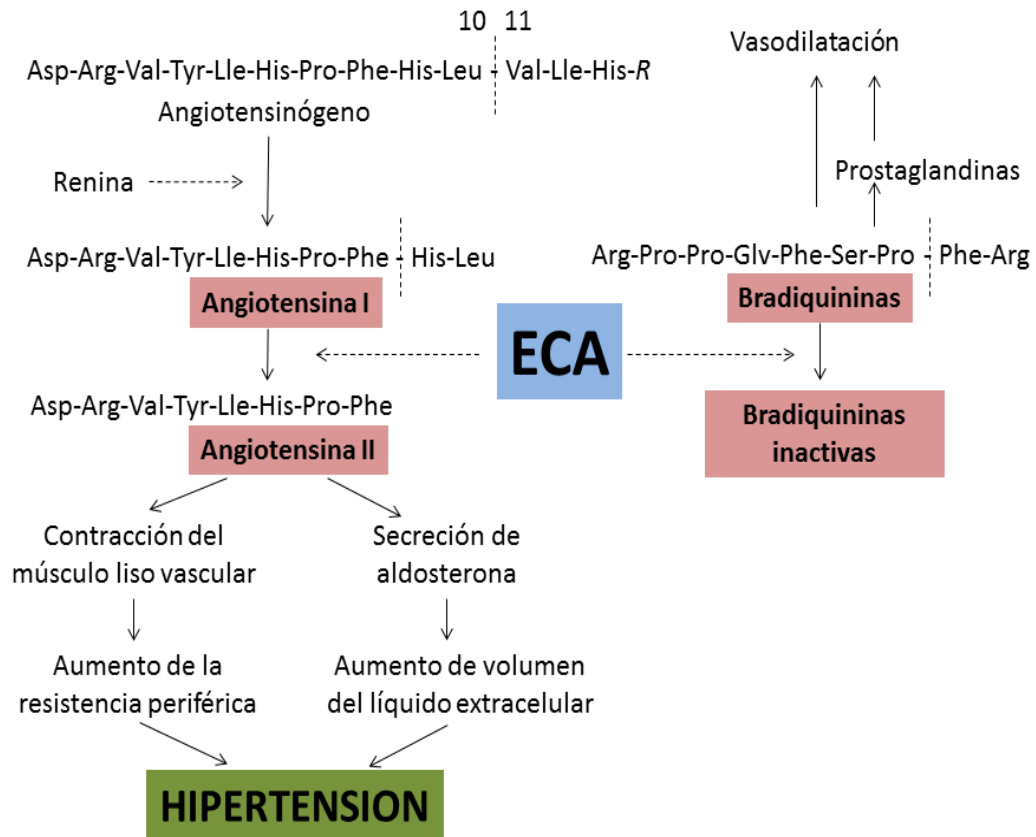 10 11
Asp-Arg-Val-Tyr-Lle-His-Pro-Phe-His-Leu - Val-Lle-His-R
Angiotensinógeno
Renina
Asp-Arg-Val-Tyr-Lle-His-Pro-Phe - His-Leu
Angiotensina I
ECA
Asp-Arg-Val-Tyr-Lle-His-Pro-Phe
Angiotensina II
Contracción del
músculo liso vascular
Secreción de
aldosterona
Aumento de la
resistencia periférica
Aumento de volumen
del líquido extracelular
HIPERTENSION
Vasodilatación
Prostaglandinas
Arg-Pro-Pro-Glv-Phe-Ser-Pro - Phe-Arg
Bradiquininas
Bradiquininas
inactivas